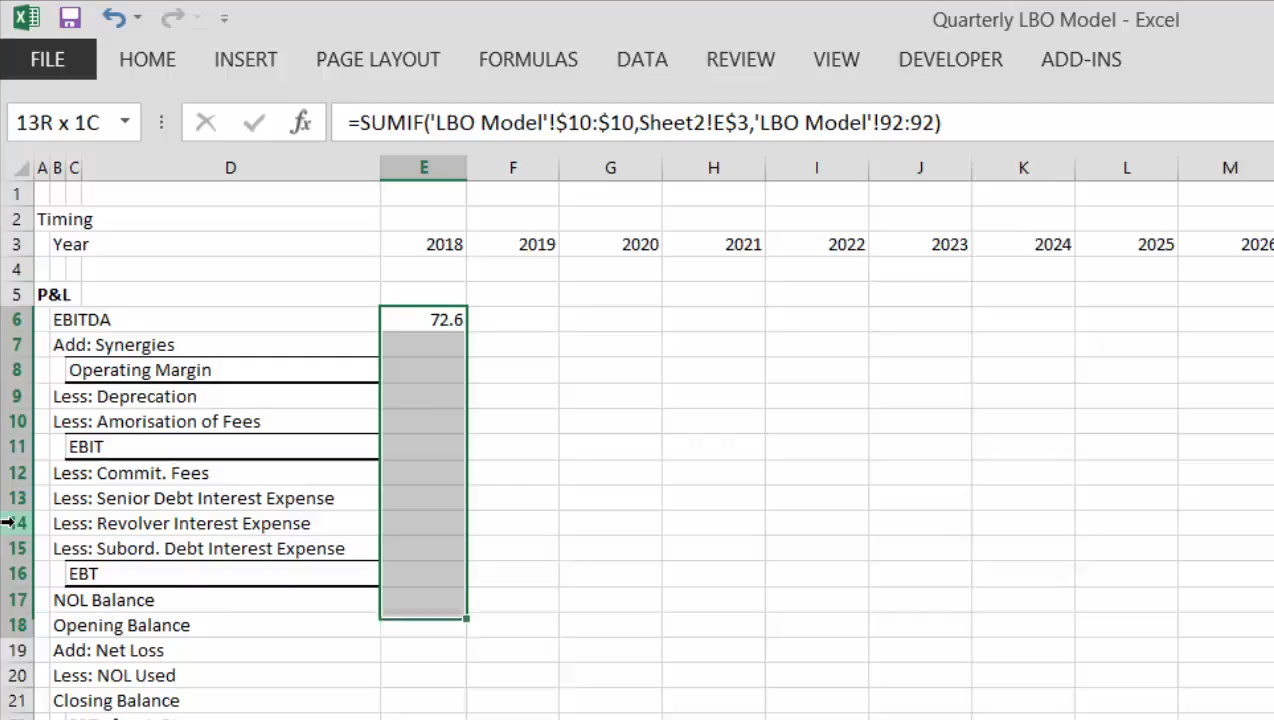 Quarterly LBO Model - Excel
FILE HOME INSERT PAGE LAYOUT FORMULAS DATA REVIEW VIEW DEVELOPER ADD-INS
13R x 1C fx =SUMIF('LBO Model'!$10:$10,Sheet2!E$3,'LBO Model'!92:92)
A B C D E F G H I J K L M
1
2 Timing
3 Year 2018 2019 2020 2021 2022 2023 2024 2025 2026
4
5 P&L
6 EBITDA 72.6
7 Add: Synergies
8 Operating Margin
9 Less: Deprecation
10 Less: Amorisation of Fees
11 EBIT
12 Less: Commit. Fees
13 Less: Senior Debt Interest Expense
14 Less: Revolver Interest Expense
15 Less: Subord. Debt Interest Expense
16 EBT
17 NOL Balance
18 Opening Balance
19 Add: Net Loss
20 Less: NOL Used
21 Closing Balance